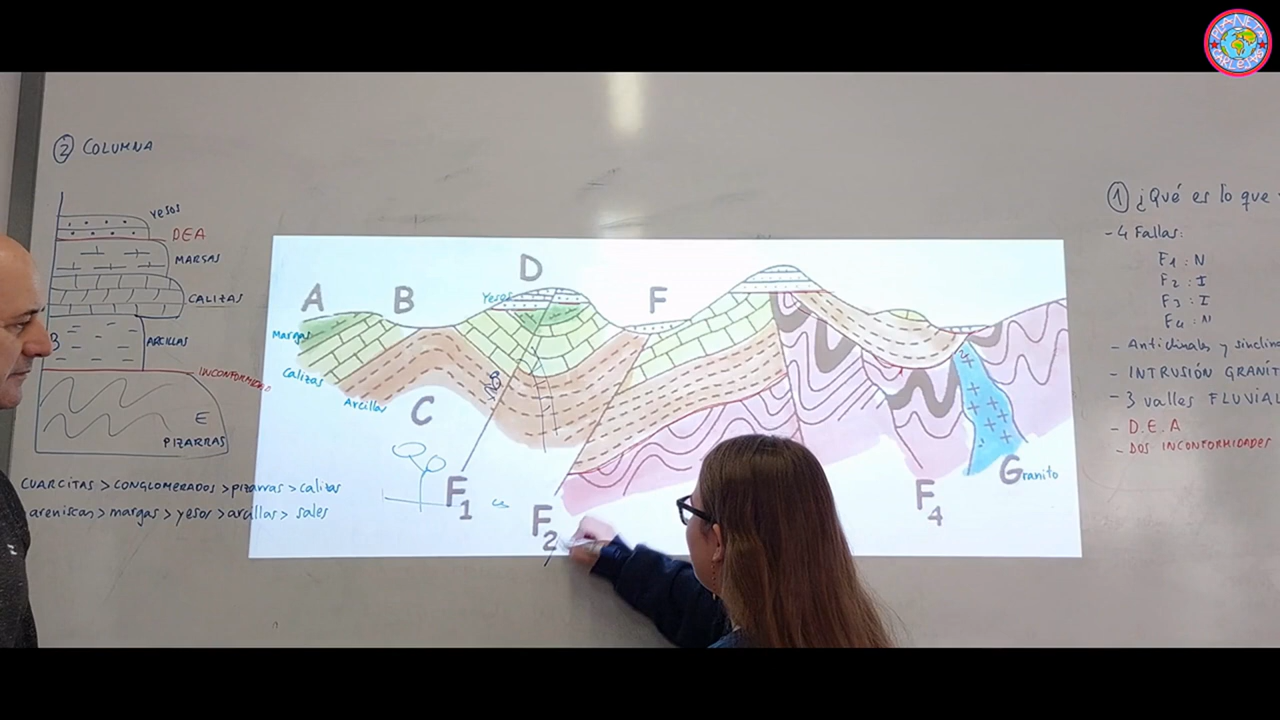 PLANETA
CARLEJAS
② COLUMNA
yesos
DEA
MARGAS
CALIZAS
ARCILLAS
INCONFORMIDAD
E
PIZARRAS
CUARCITAS > CONGLOMERADOS > pizarras > calizas
areniscas > margas > yesos > arcillas > sales
A
B
C
D
F
Margas
Calizas
Arcillas
Yesos
F1
F2
F4
Granito
① ¿Qué es lo que
- 4 Fallas:
F1 : N
F2 : I
F3 : I
F4 : N
- Anticlinales y sinclina
- INTRUSIÓN GRANÍT
- 3 valles FLUVIAL
- D.E.A
- DOS INCONFORMIDADES